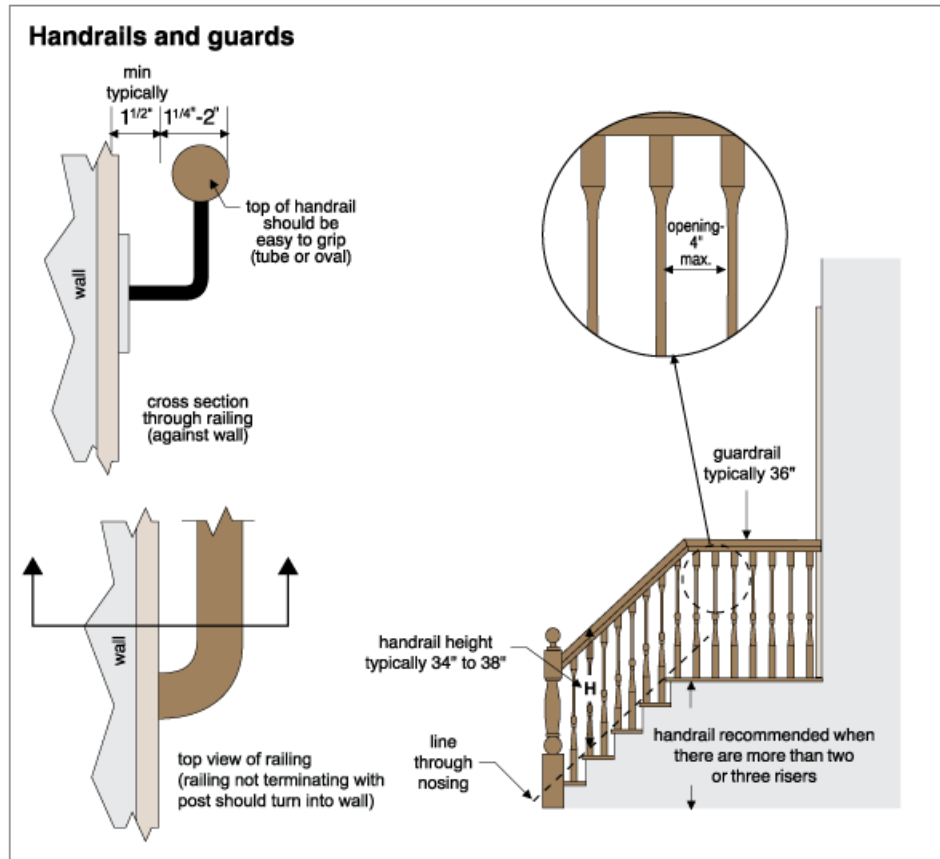 Handrails and guards
min
typically
1 1/2"
1 1/4"-2"
top of handrail
should be
easy to grip
(tube or oval)
wall
cross section
through railing
(against wall)
opening-
4"
max.
guardrail
typically 36"
handrail height
typically 34" to 38"
H
wall
line
through
nosing
handrail recommended when
there are more than two
or three risers
top view of railing
(railing not terminating with
post should turn into wall)